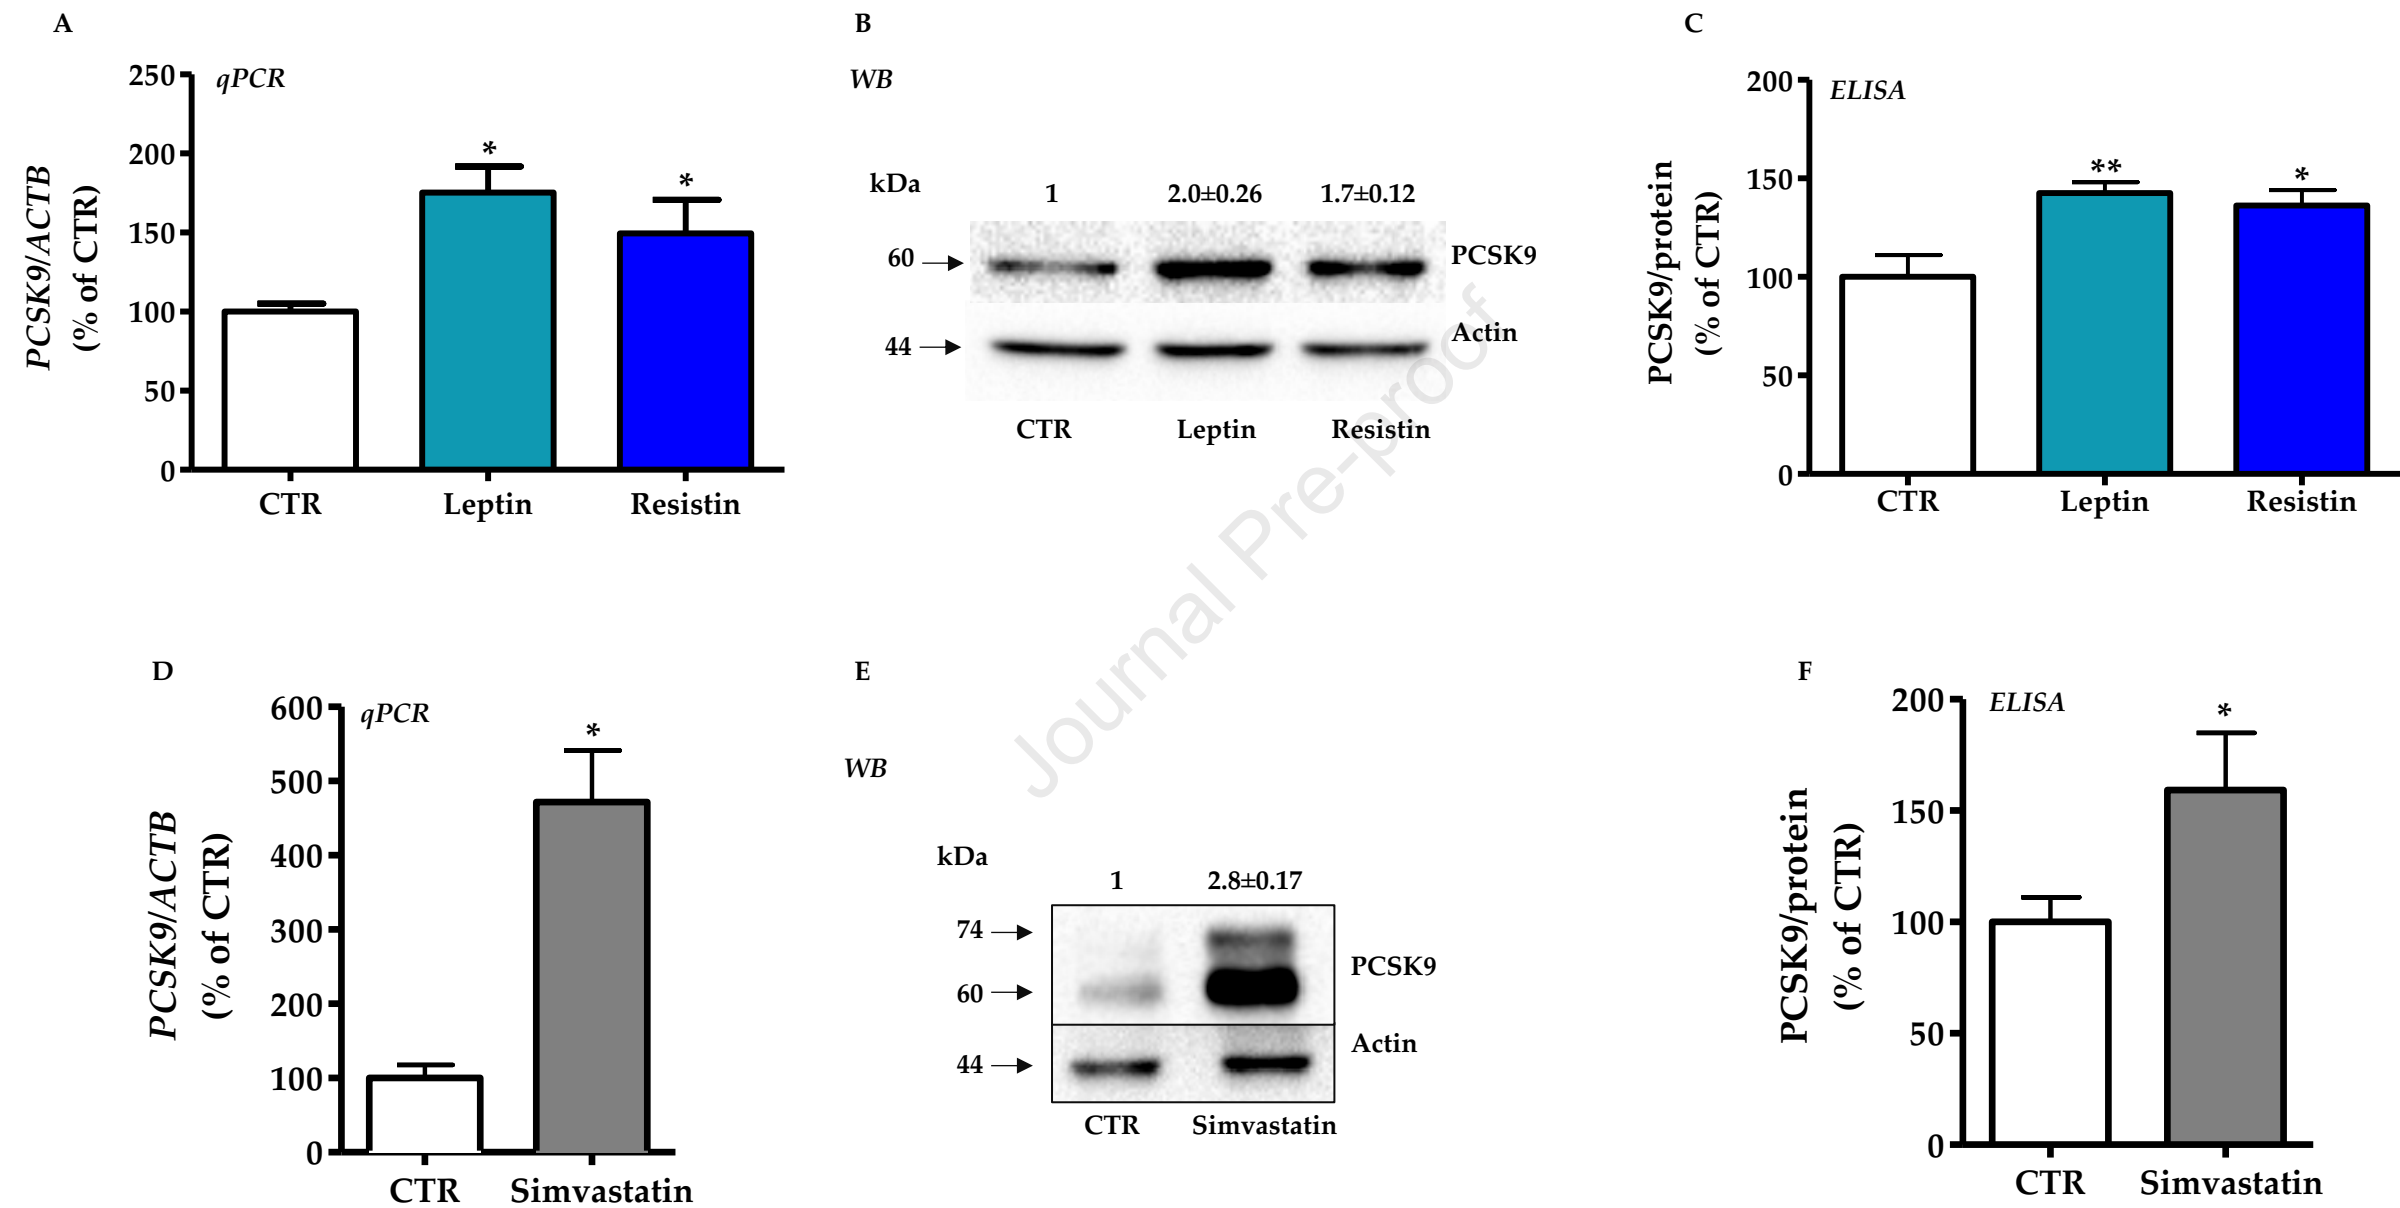 A
qPCR
PCSK9/ACTB
(% of CTR)
250
200
150
100
50
0
*
*
CTR Leptin Resistin
B
WB
kDa
1 2.0±0.26 1.7±0.12
60
PCSK9
44
Actin
CTR Leptin Resistin
C
ELISA
PCSK9/protein
(% of CTR)
200
150
100
50
0
**
*
CTR Leptin Resistin
Journal Pre-proof
D
qPCR
PCSK9/ACTB
(% of CTR)
600
500
400
300
200
100
0
*
CTR Simvastatin
E
WB
kDa
1 2.8±0.17
74
PCSK9
60
Actin
44
CTR Simvastatin
F
ELISA
PCSK9/protein
(% of CTR)
200
150
100
50
0
*
CTR Simvastatin